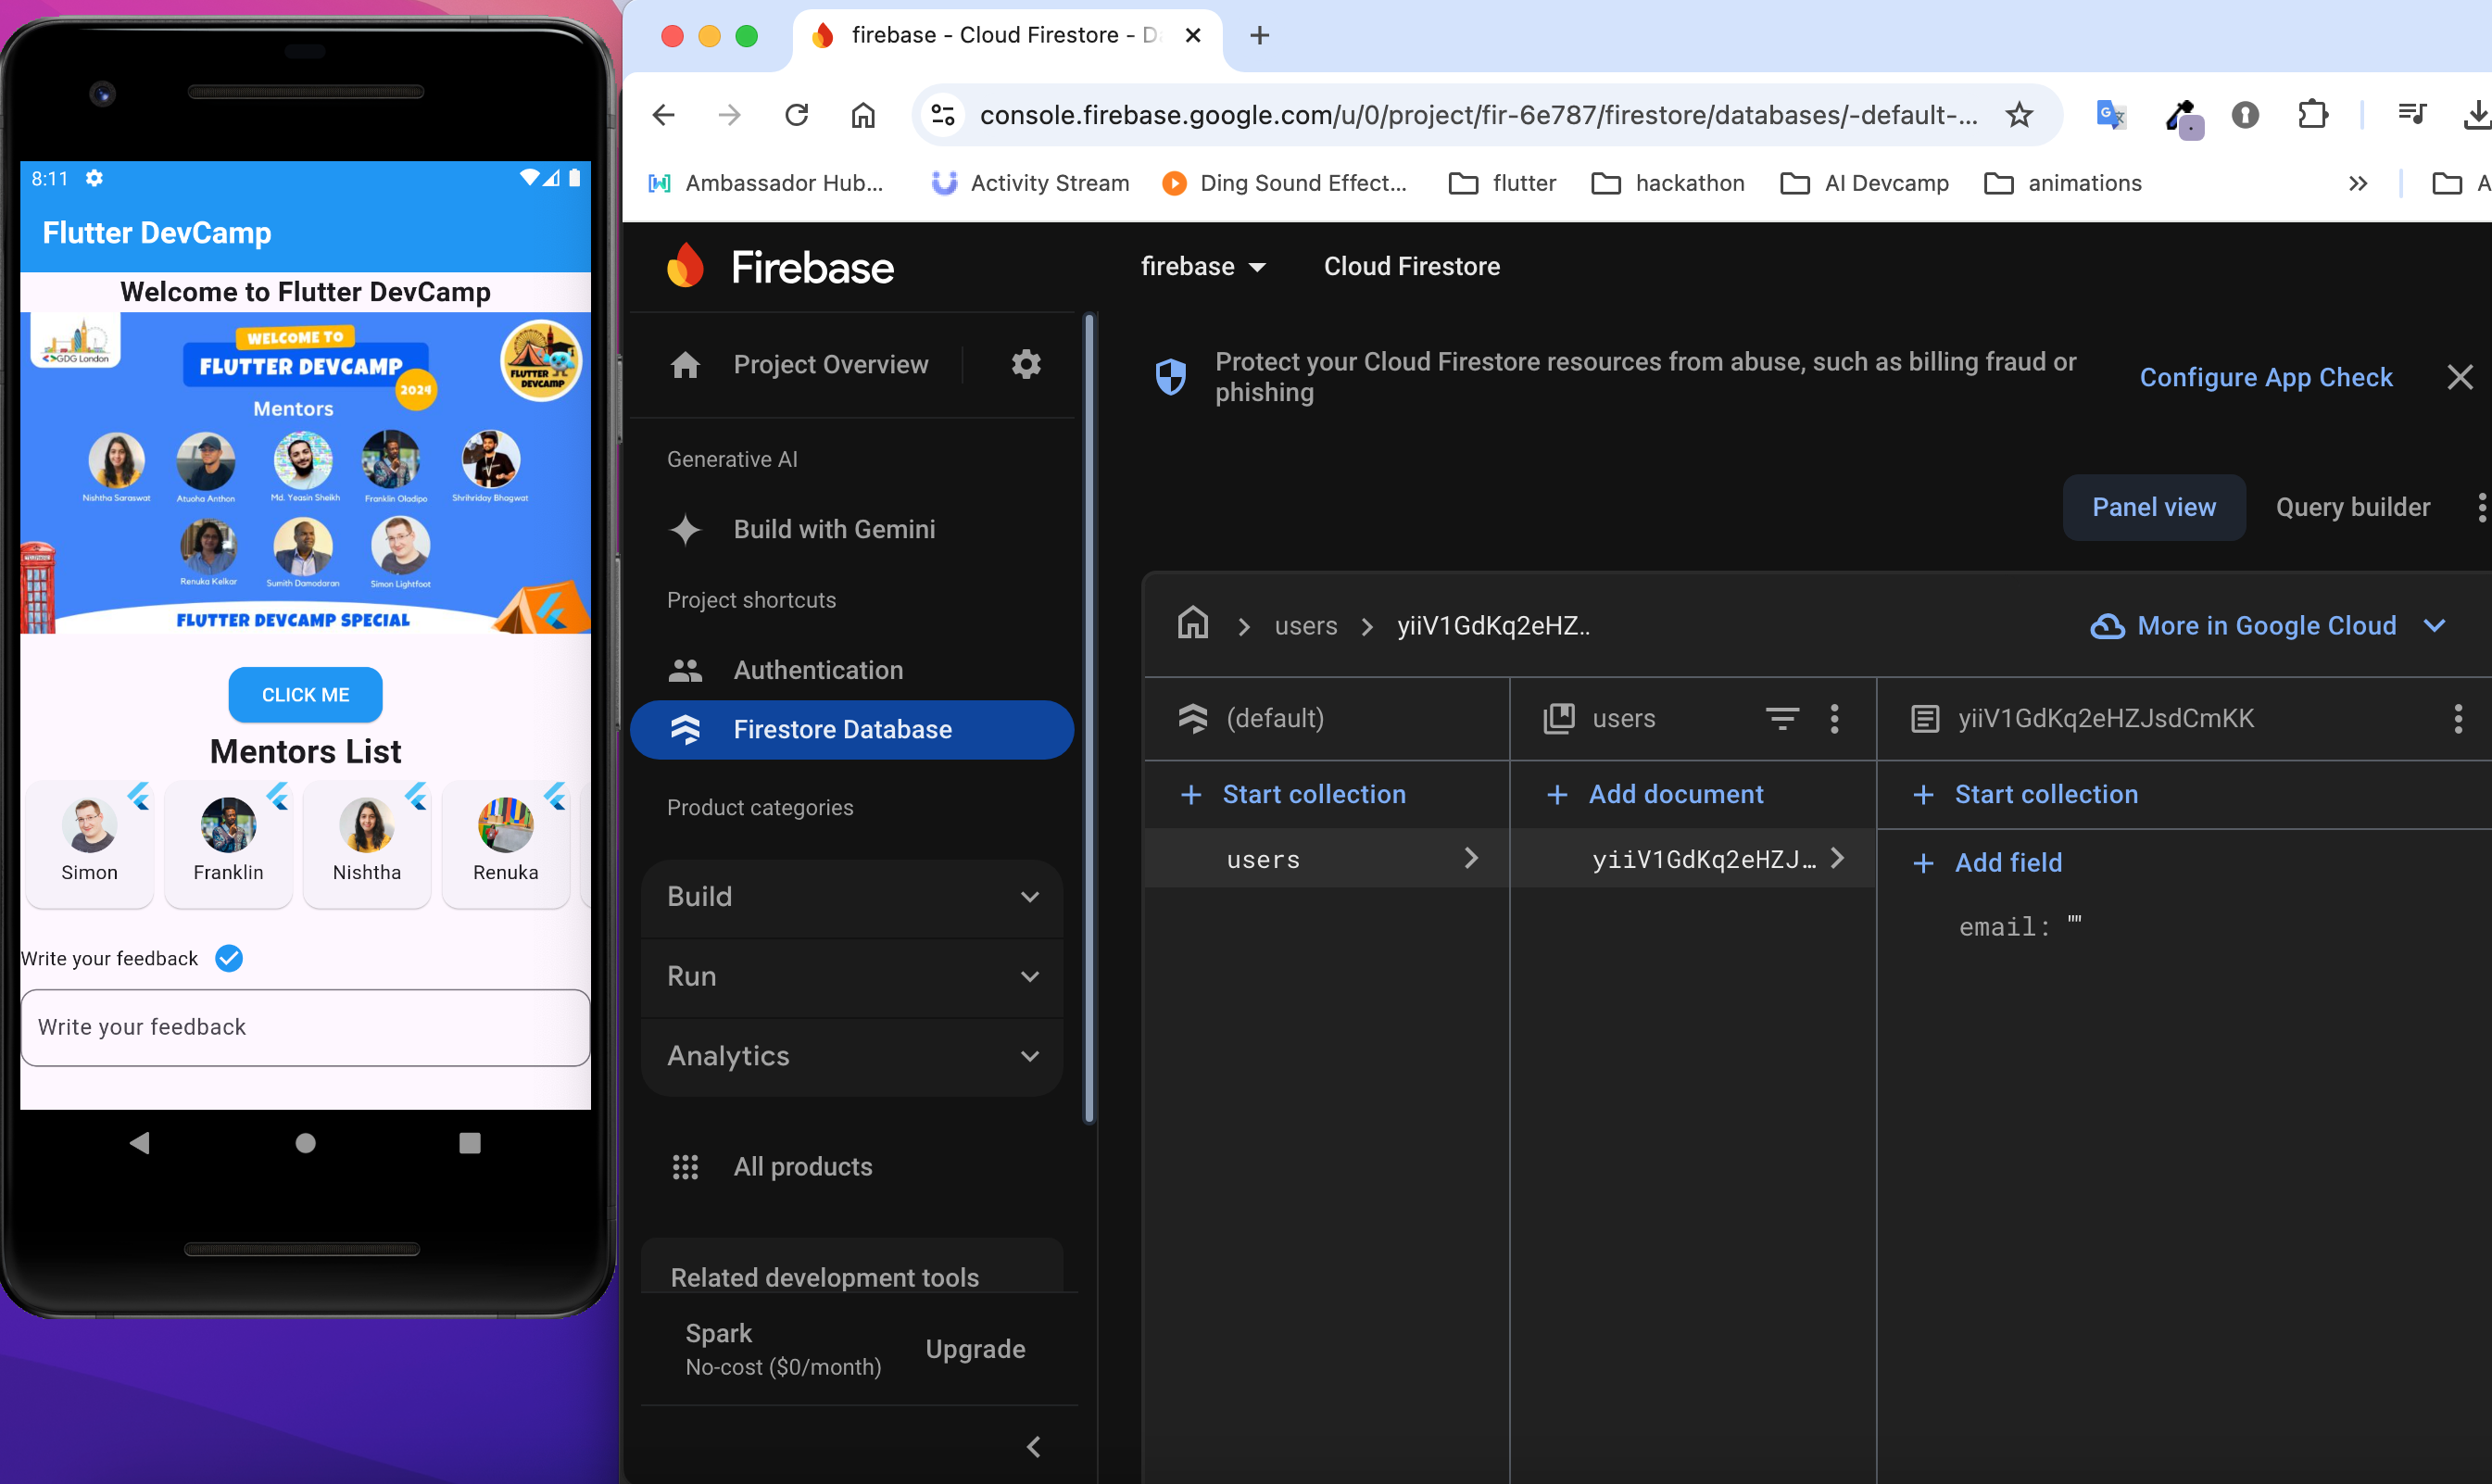 8:11
Flutter DevCamp
Welcome to Flutter DevCamp
GDG London
WELCOME TO
FLUTTER DEVCAMP
2024
FLUTTER DEVCAMP
Mentors
Nishtha Saraswat
Atuoha Anthon
Md. Yeasin Sheikh
Franklin Oladipo
Shrihriday Bhagwat
Renuka Kelkar
Sumith Damodaran
Simon Lightfoot
TELEPHONE
FLUTTER DEVCAMP SPECIAL
CLICK ME
Mentors List
Simon
Franklin
Nishtha
Renuka
Write your feedback
Write your feedback
firebase - Cloud Firestore - D
console.firebase.google.com/u/0/project/fir-6e787/firestore/databases/-default-...
Ambassador Hub...
Activity Stream
Ding Sound Effect...
flutter
hackathon
AI Devcamp
animations
A
Firebase
firebase
Cloud Firestore
Project Overview
Generative AI
Build with Gemini
Project shortcuts
Authentication
Firestore Database
Product categories
Build
Run
Analytics
All products
Related development tools
Spark
No-cost ($0/month)
Upgrade
Protect your Cloud Firestore resources from abuse, such as billing fraud or
phishing
Configure App Check
Panel view
Query builder
users
yiiV1GdKq2eHZ..
More in Google Cloud
(default)
users
yiiV1GdKq2eHZJsdCmKK
Start collection
Add document
Start collection
users
yiiV1GdKq2eHZJ...
Add field
email: ""